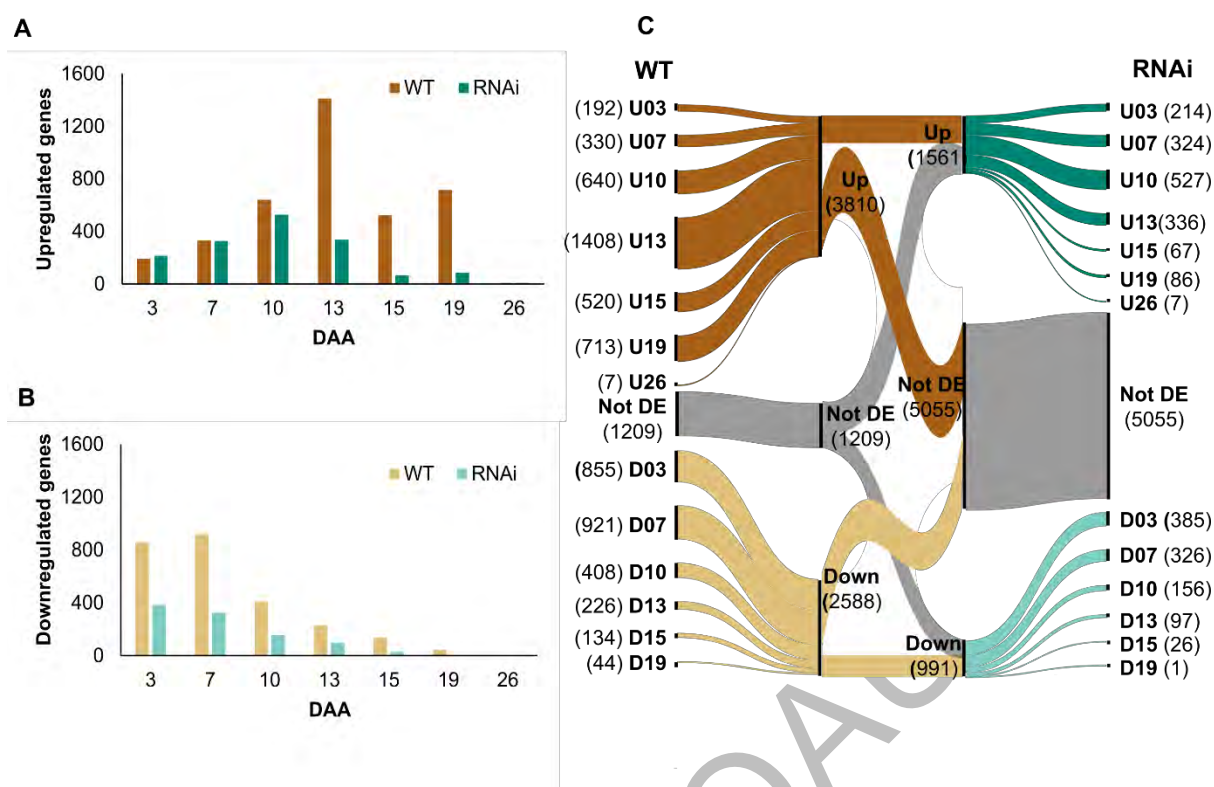 A
Upregulated genes
1600
1200
800
400
0
WT RNAi
3 7 10 13 15 19 26
DAA
B
Downregulated genes
1600
1200
800
400
0
WT RNAi
3 7 10 13 15 19 26
DAA
C
WT
(192) U03
(330) U07
(640) U10
(1408) U13
(520) U15
(713) U19
(7) U26
Not DE
(1209)
(855) D03
(921) D07
(408) D10
(226) D13
(134) D15
(44) D19
Up
(3810)
Not DE
(1209)
Down
(2588)
Up
(1561
Not DE
(5055)
Down
(991)
RNAi
U03 (214)
U07 (324)
U10 (527)
U13(336)
U15 (67)
U19 (86)
U26 (7)
Not DE
(5055)
D03 (385)
D07 (326)
D10 (156)
D13 (97)
D15 (26)
D19 (1)